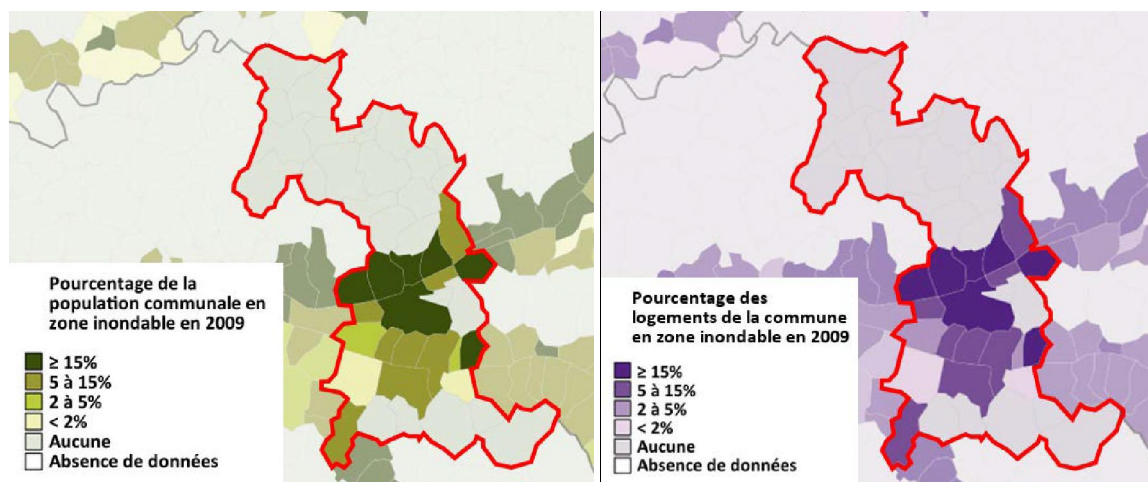 Pourcentage de la
population communale en
zone inondable en 2009
≥ 15%
5 à 15%
2 à 5%
< 2%
Aucune
Absence de données
Pourcentage des
logements de la commune
en zone inondable en 2009
≥ 15%
5 à 15%
2 à 5%
< 2%
Aucune
Absence de données